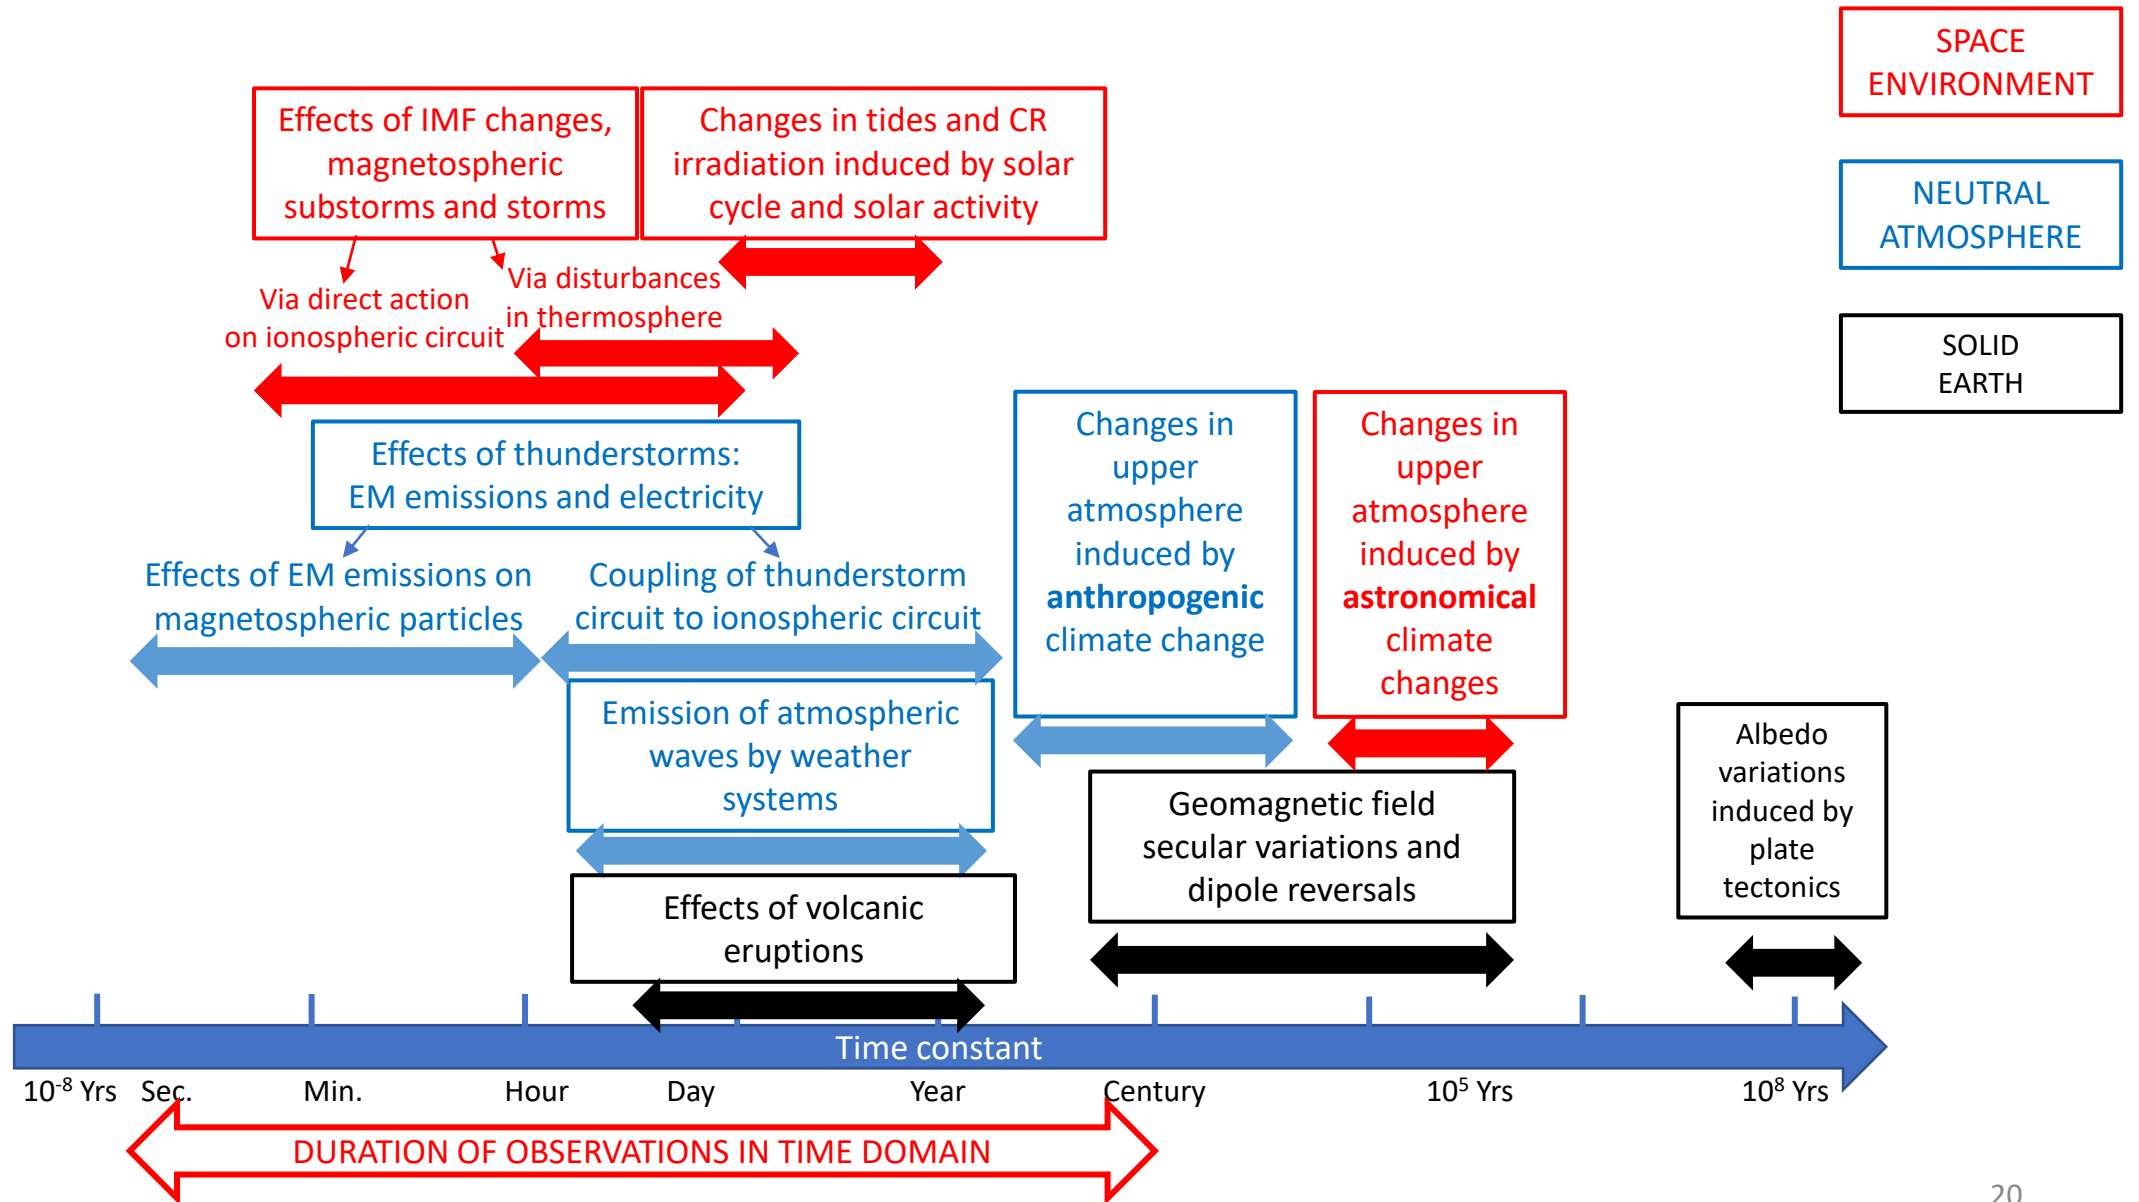 SPACE
ENVIRONMENT
NEUTRAL
ATMOSPHERE
SOLID
EARTH
Effects of IMF changes,
magnetospheric
substorms and storms
Changes in tides and CR
irradiation induced by solar
cycle and solar activity
Via direct action
on ionospheric circuit
Via disturbances
in thermosphere
Effects of thunderstorms:
EM emissions and electricity
Effects of EM emissions on
magnetospheric particles
Coupling of thunderstorm
circuit to ionospheric circuit
Changes in
upper
atmosphere
induced by
anthropogenic
climate change
Changes in
upper
atmosphere
induced by
astronomical
climate
changes
Emission of atmospheric
waves by weather
systems
Effects of volcanic
eruptions
Geomagnetic field
secular variations and
dipole reversals
Albedo
variations
induced by
plate
tectonics
Time constant
10⁻⁸ Yrs Sec. Min. Hour Day Year Century 10⁵ Yrs 10⁸ Yrs
DURATION OF OBSERVATIONS IN TIME DOMAIN
20